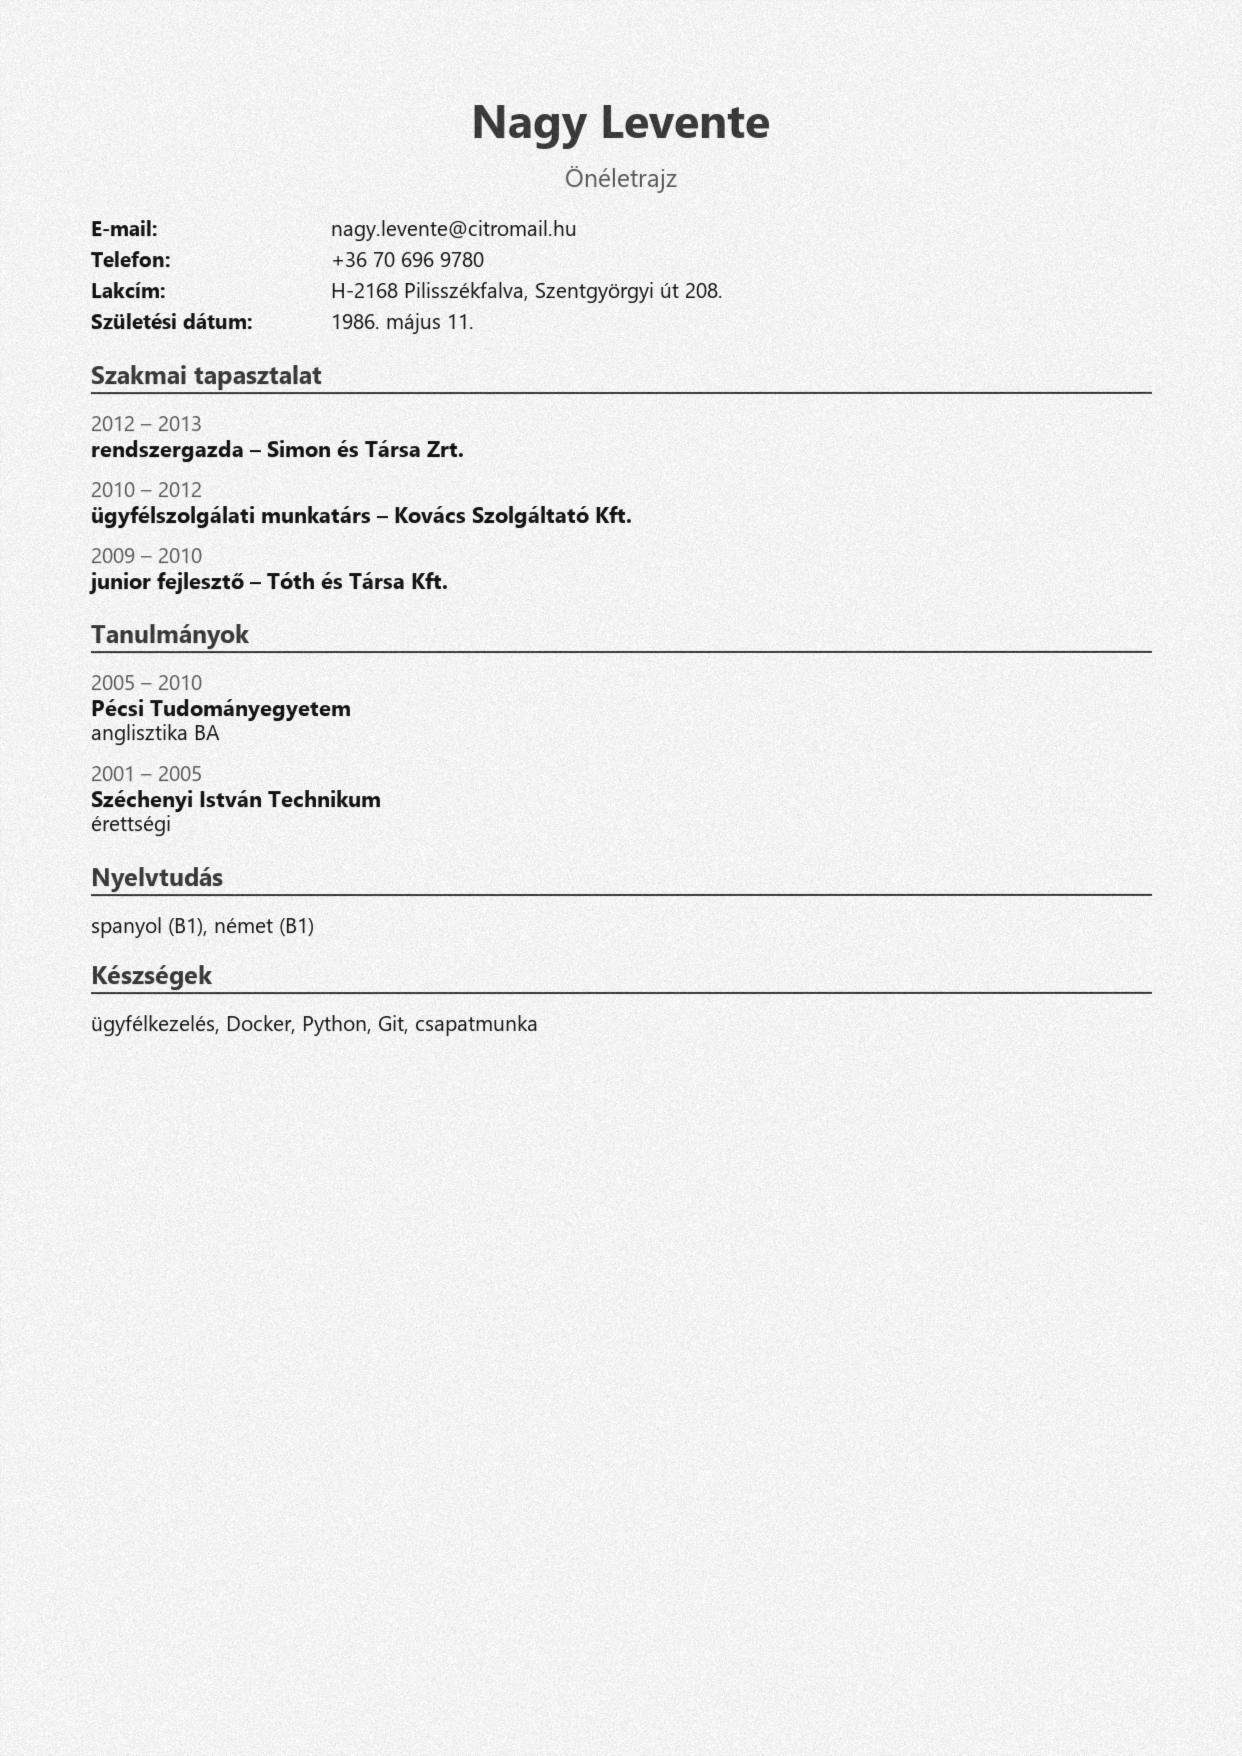 Nagy Levente
Önéletrajz
E-mail: nagy.levente@citromail.hu
Telefon: +36 70 696 9780
Lakcím: H-2168 Pilisszékfalva, Szentgyörgyi út 208.
Születési dátum: 1986. május 11.
Szakmai tapasztalat
2012 – 2013
rendszergazda – Simon és Társa Zrt.
2010 – 2012
ügyfélszolgálati munkatárs – Kovács Szolgáltató Kft.
2009 – 2010
junior fejlesztő – Tóth és Társa Kft.
Tanulmányok
2005 – 2010
Pécsi Tudományegyetem
anglisztika BA
2001 – 2005
Széchenyi István Technikum
érettségi
Nyelvtudás
spanyol (B1), német (B1)
Készségek
ügyfélkezelés, Docker, Python, Git, csapatmunka